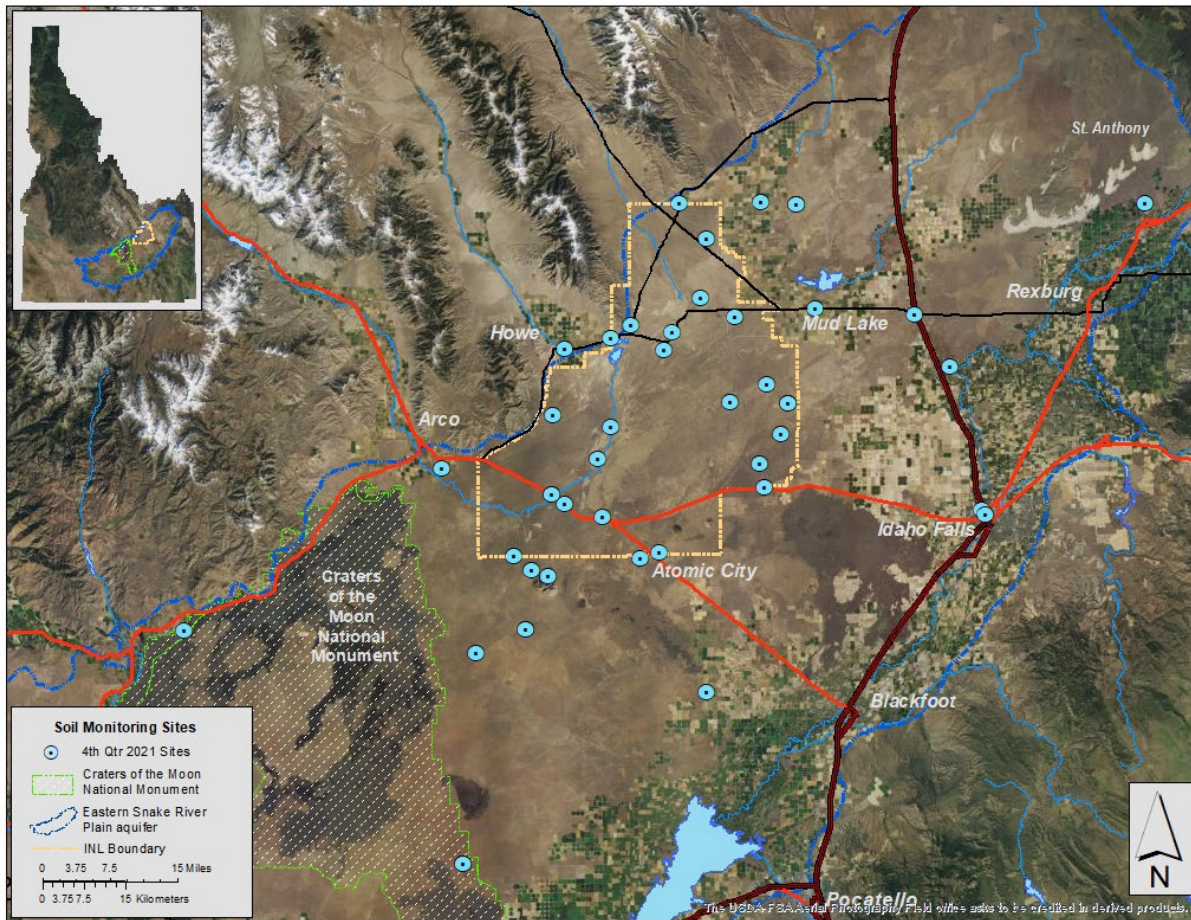 St. Anthony
Rexburg
Howe
Mud Lake
Arco
Idaho Falls
Atomic City
Craters
of the
Moon
National
Monument
Blackfoot
Pocatello
Soil Monitoring Sites
4th Qtr 2021 Sites
Craters of the Moon
National Monument
Eastern Snake River
Plain aquifer
INL Boundary
0 3.75 7.5 15 Miles
0 3.75 7.5 15 Kilometers
N
The USDA-FSA Aerial Photography Field office asks to be credited in derived products.